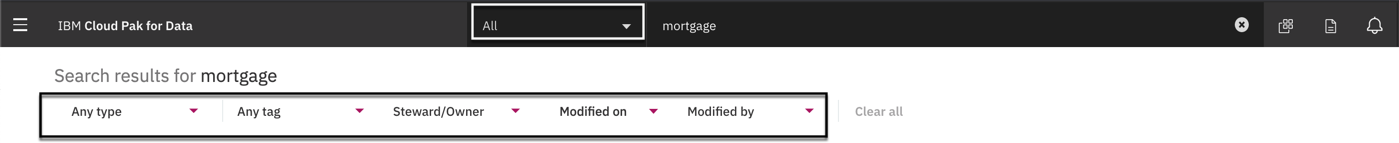 IBM Cloud Pak for Data All mortgage
Search results for mortgage
Any type Any tag Steward/Owner Modified on Modified by Clear all